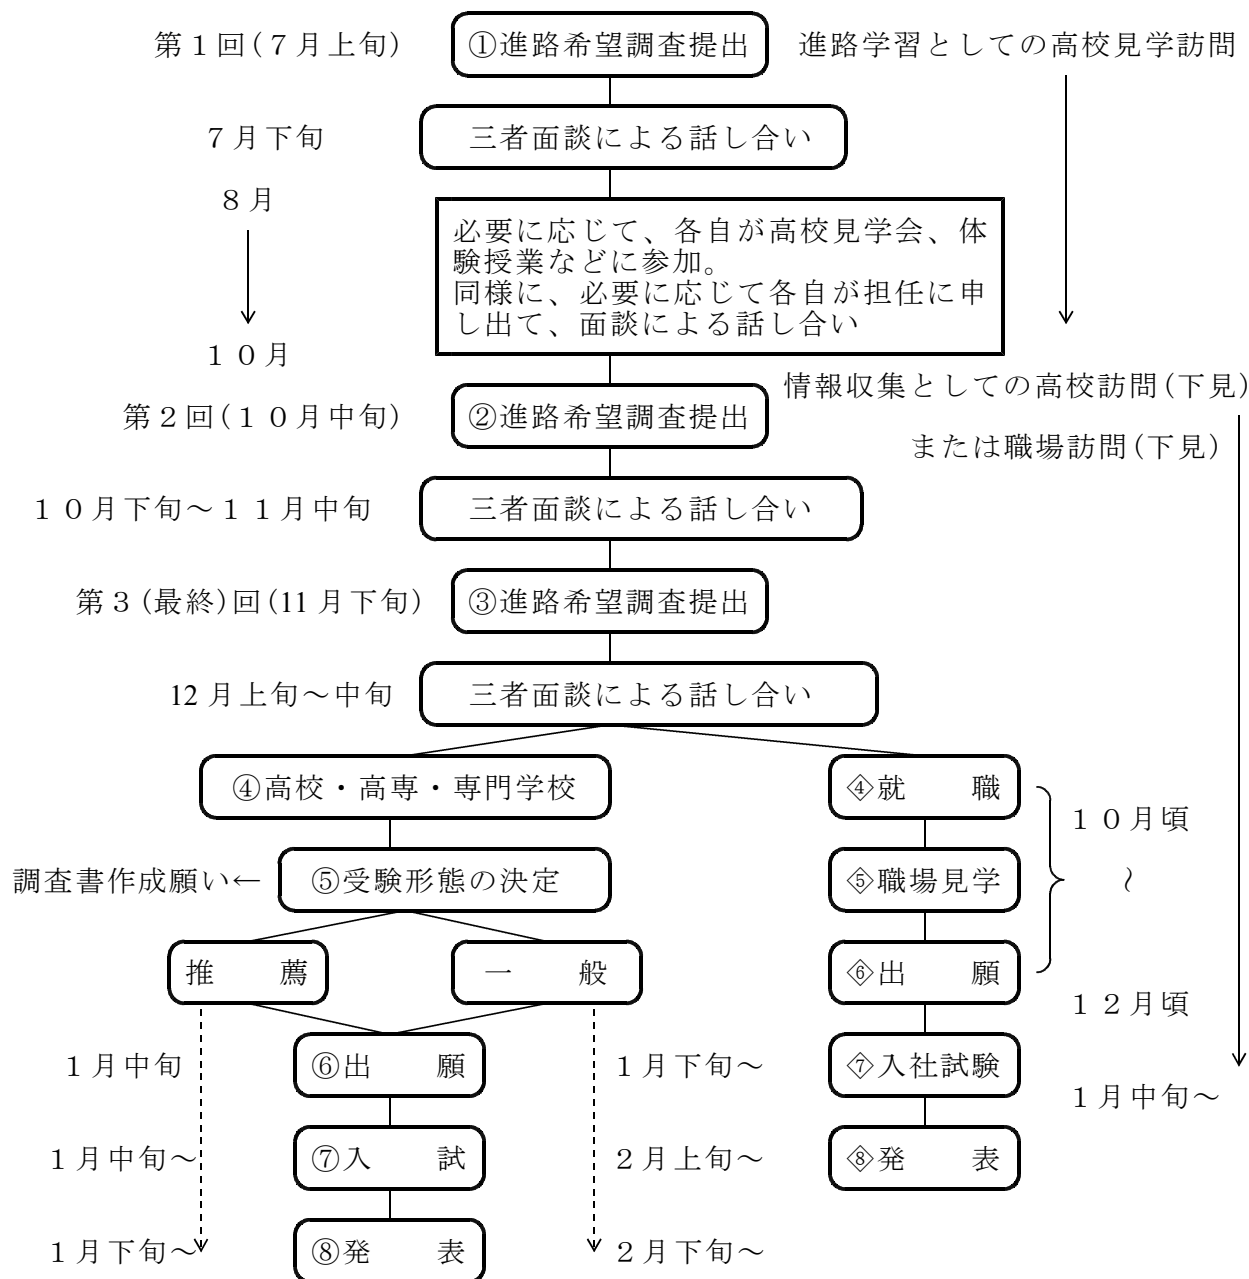 第１回(７月上旬)　①進路希望調査提出　進路学習としての高校見学訪問
７月下旬　三者面談による話し合い
８月
必要に応じて、各自が高校見学会、体
験授業などに参加。
同様に、必要に応じて各自が担任に申
し出て、面談による話し合い
１０月
情報収集としての高校訪問(下見)
第２回(１０月中旬)　②進路希望調査提出
または職場訪問(下見)
１０月下旬～１１月中旬　三者面談による話し合い
第３(最終)回(11月下旬)　③進路希望調査提出
12月上旬～中旬　三者面談による話し合い
④高校・高専・専門学校　④就　職
１０月頃
調査書作成願い←　⑤受験形態の決定　⑤職場見学　～
推　薦　一　般　⑥出　願
１２月頃
１月中旬　⑥出　願　１月下旬～　⑦入社試験
１月中旬～
１月中旬～　⑦入　試　２月上旬～　⑧発　表
１月下旬～　⑧発　表　２月下旬～